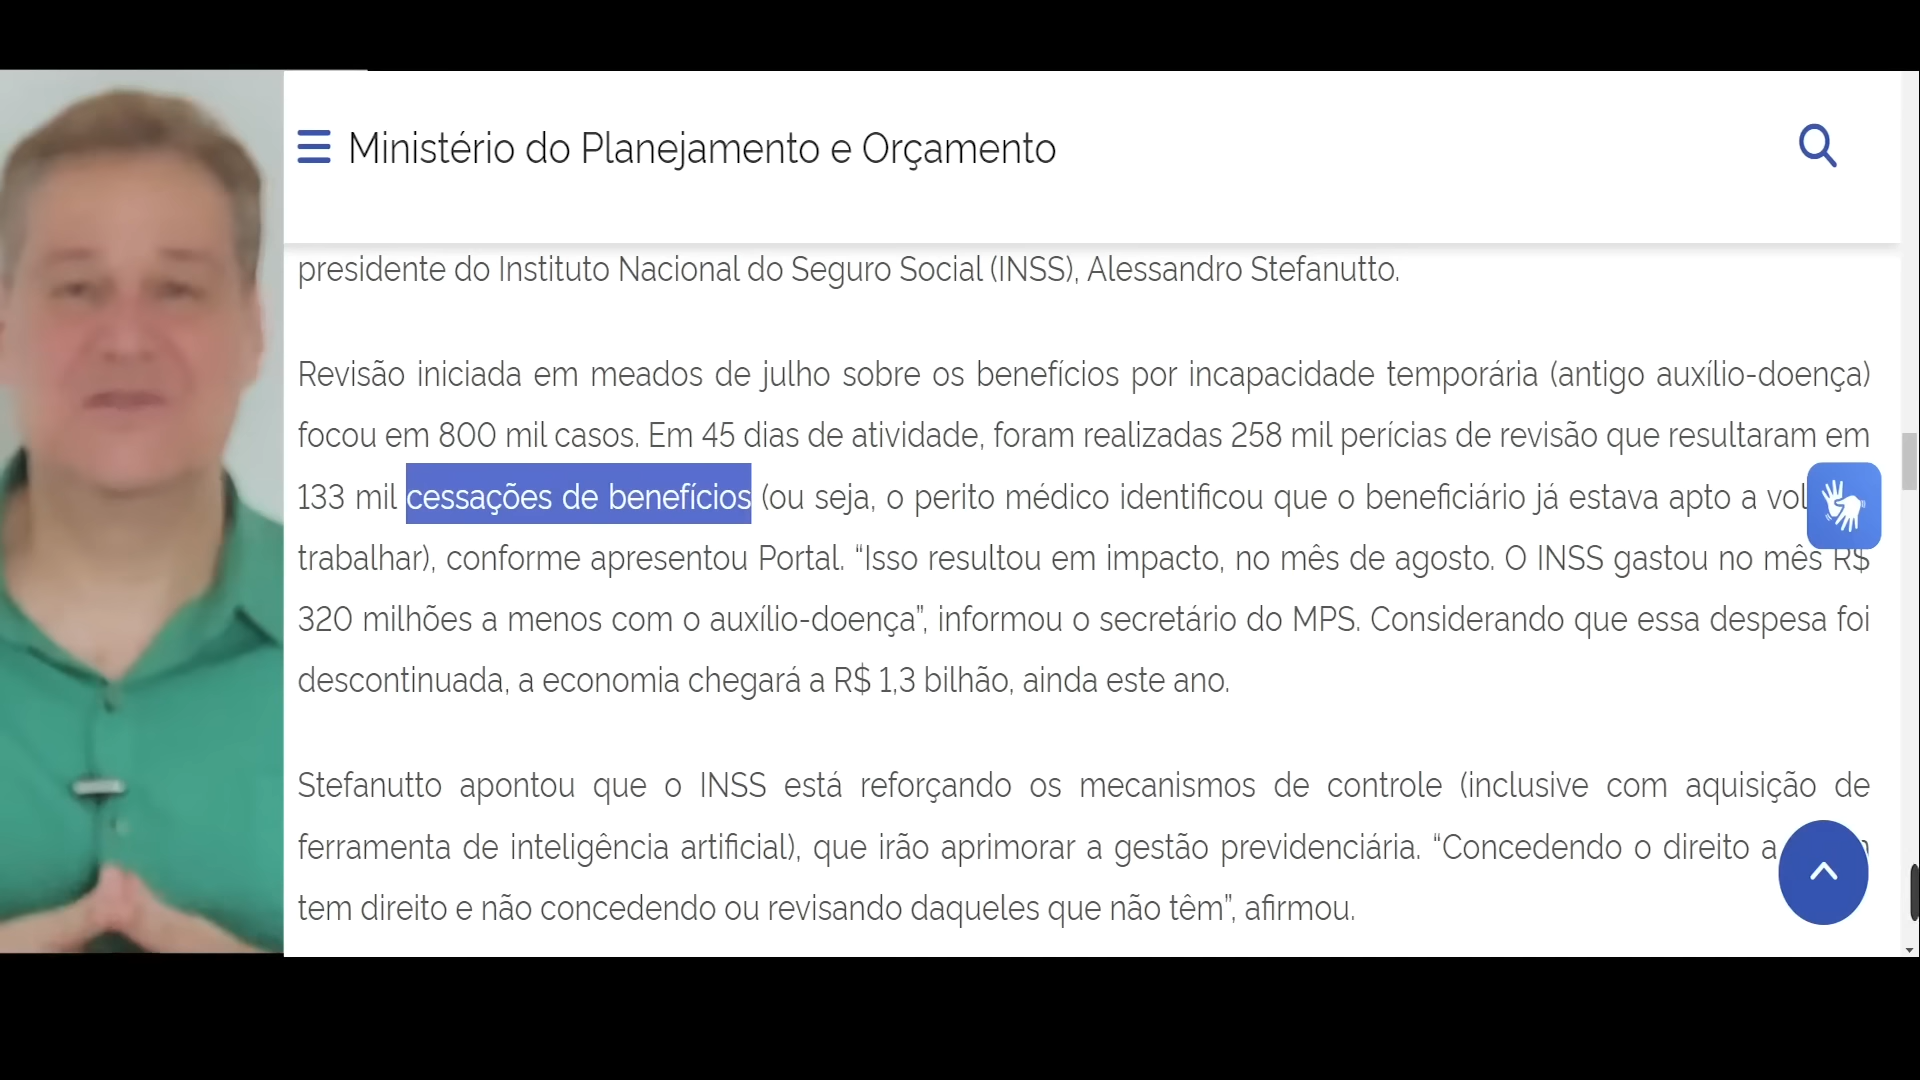 Ministério do Planejamento e Orçamento
presidente do Instituto Nacional do Seguro Social (INSS), Alessandro Stefanutto.
Revisão iniciada em meados de julho sobre os benefícios por incapacidade temporária (antigo auxílio-doença)
focou em 800 mil casos. Em 45 dias de atividade, foram realizadas 258 mil perícias de revisão que resultaram em
133 mil cessações de benefícios (ou seja, o perito médico identificou que o beneficiário já estava apto a
trabalhar), conforme apresentou Portal. “Isso resultou em impacto, no mês de agosto. O INSS gastou no mês R$
320 milhões a menos com o auxílio-doença”, informou o secretário do MPS. Considerando que essa despesa foi
descontinuada, a economia chegará a R$ 1,3 bilhão, ainda este ano.
Stefanutto apontou que o INSS está reforçando os mecanismos de controle (inclusive com aquisição de
ferramenta de inteligência artificial), que irão aprimorar a gestão previdenciária. “Concedendo o direito a
tem direito e não concedendo ou revisando daqueles que não têm”, afirmou.